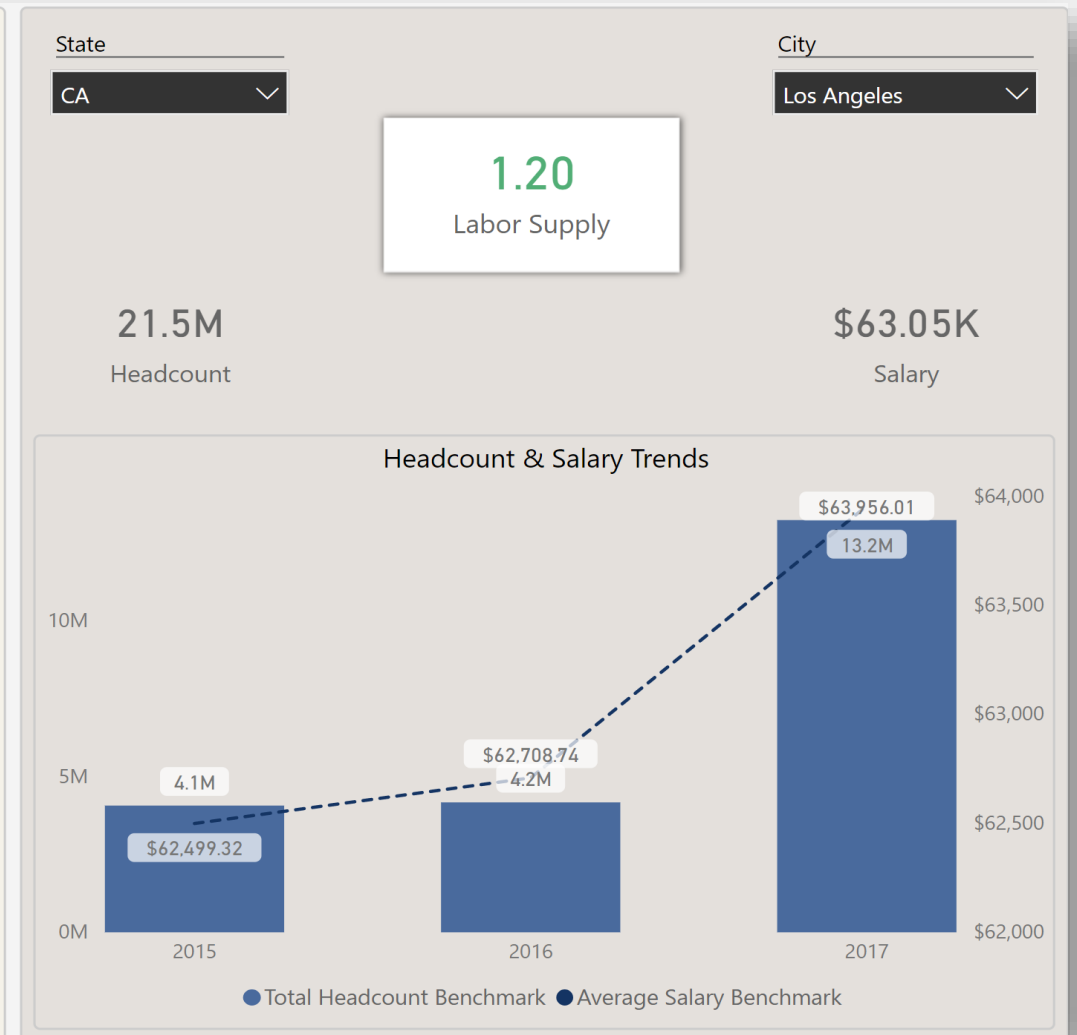 State
City
CA
Los Angeles
1.20
Labor Supply
21.5M
Headcount
$63.05K
Salary
Headcount & Salary Trends
$64,000
$63,956.01
13.2M
10M
$63,500
$63,000
$62,708.74
4.2M
5M
4.1M
$62,500
$62,499.32
0M
$62,000
2015
2016
2017
Total Headcount Benchmark
Average Salary Benchmark